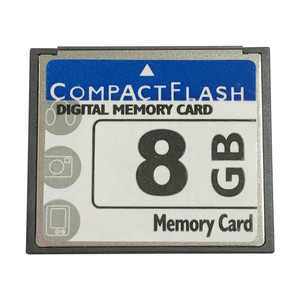 COMPACTFLASH
DIGITAL MEMORY CARD
8 GB
Memory Card